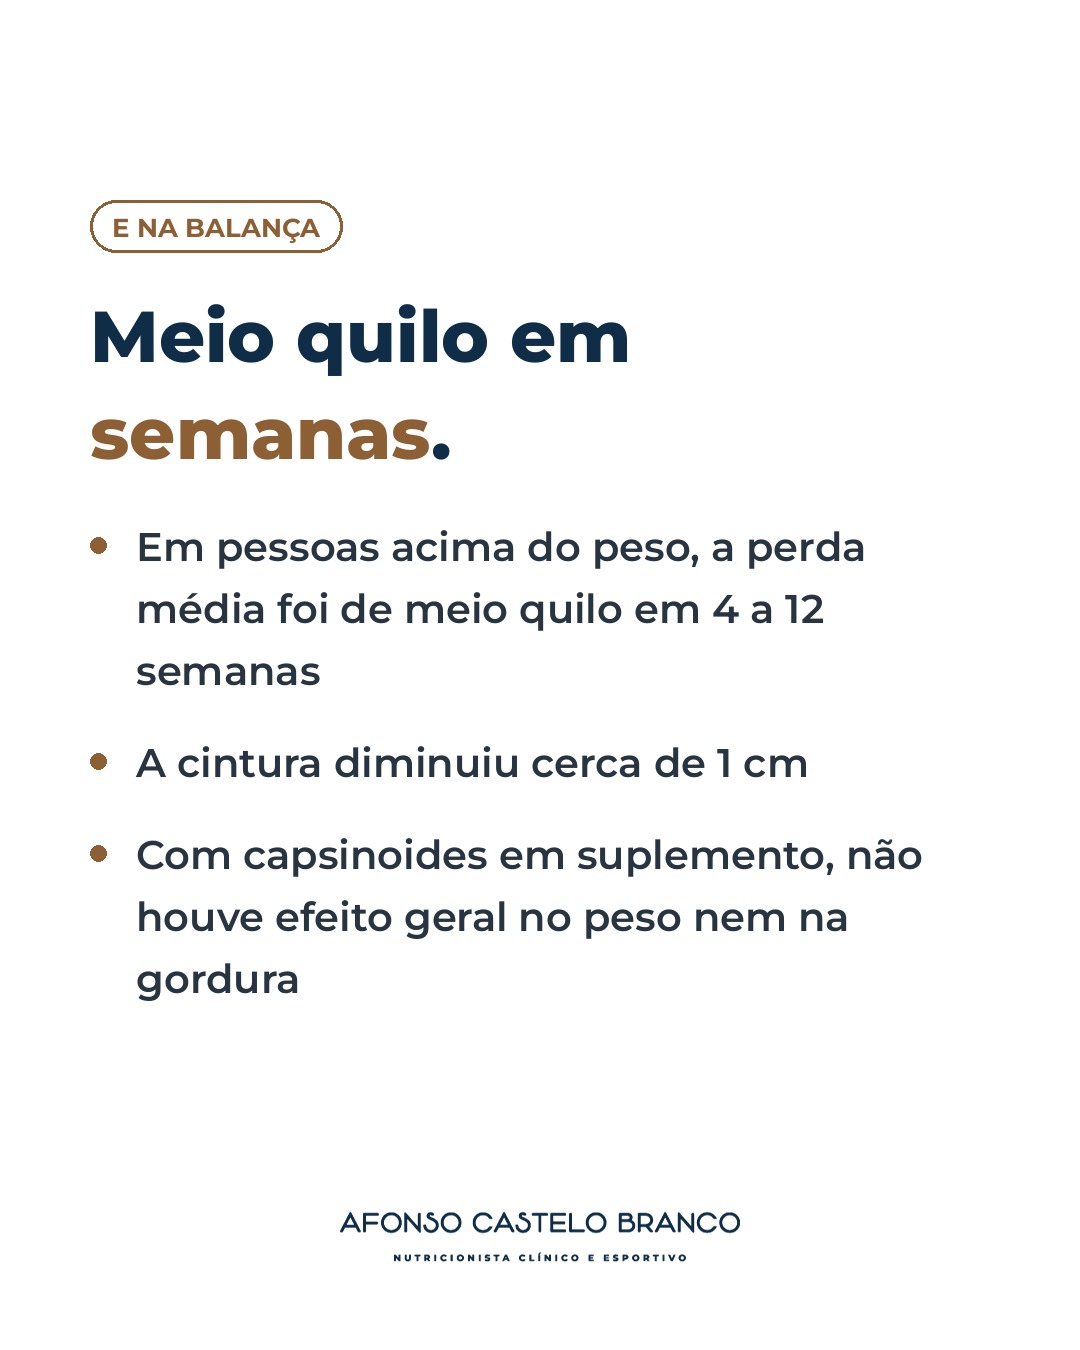 E NA BALANÇA
Meio quilo em
semanas.
Em pessoas acima do peso, a perda
média foi de meio quilo em 4 a 12
semanas
A cintura diminuiu cerca de 1 cm
Com capsinoides em suplemento, não
houve efeito geral no peso nem na
gordura
AFONSO CASTELO BRANCO
NUTRICIONISTA CLÍNICO E ESPORTIVO